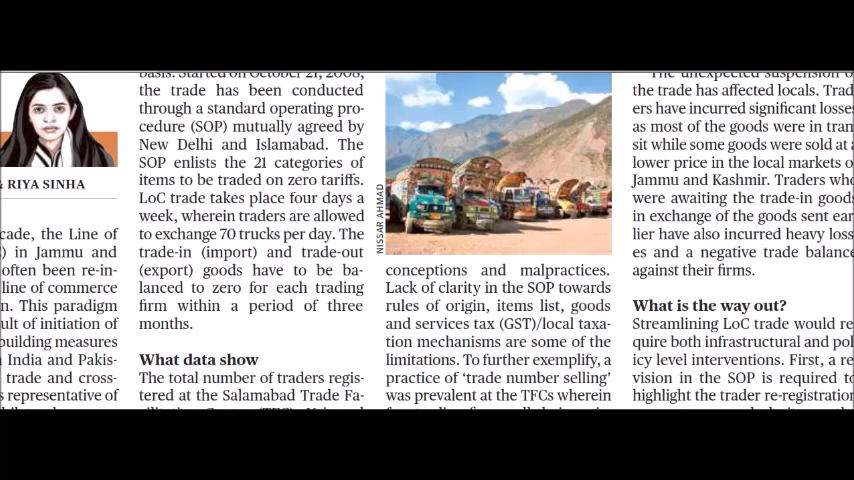 & RIYA SINHA
cade, the Line of
) in Jammu and
often been re-in-
line of commerce
n. This paradigm
ult of initiation of
building measures
India and Pakis-
trade and cross-
s representative of
basis. Started on October 21, 2008,
the trade has been conducted
through a standard operating pro-
cedure (SOP) mutually agreed by
New Delhi and Islamabad. The
SOP enlists the 21 categories of
items to be traded on zero tariffs.
LoC trade takes place four days a
week, wherein traders are allowed
to exchange 70 trucks per day. The
trade-in (import) and trade-out
(export) goods have to be ba-
lanced to zero for each trading
firm within a period of three
months.
What data show
The total number of traders regis-
tered at the Salamabad Trade Fa-
NISSAR AHMAD
conceptions and malpractices.
Lack of clarity in the SOP towards
rules of origin, items list, goods
and services tax (GST)/local taxa-
tion mechanisms are some of the
limitations. To further exemplify, a
practice of ‘trade number selling’
was prevalent at the TFCs wherein
The unexpected suspension o
the trade has affected locals. Trad
ers have incurred significant losse
as most of the goods were in tran
sit while some goods were sold at a
lower price in the local markets o
Jammu and Kashmir. Traders who
were awaiting the trade-in goods
in exchange of the goods sent ear
lier have also incurred heavy loss
es and a negative trade balance
against their firms.
What is the way out?
Streamlining LoC trade would re
quire both infrastructural and pol
icy level interventions. First, a re
vision in the SOP is required to
highlight the trader re-registration